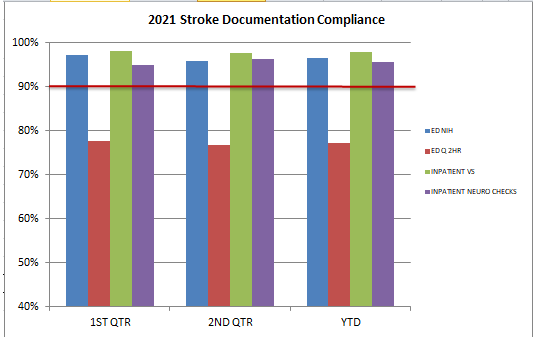 2021 Stroke Documentation Compliance
100%
90%
80%
70%
60%
50%
40%
1ST QTR
2ND QTR
YTD
ED NIH
ED Q 2HR
INPATIENT VS
INPATIENT NEURO CHECKS